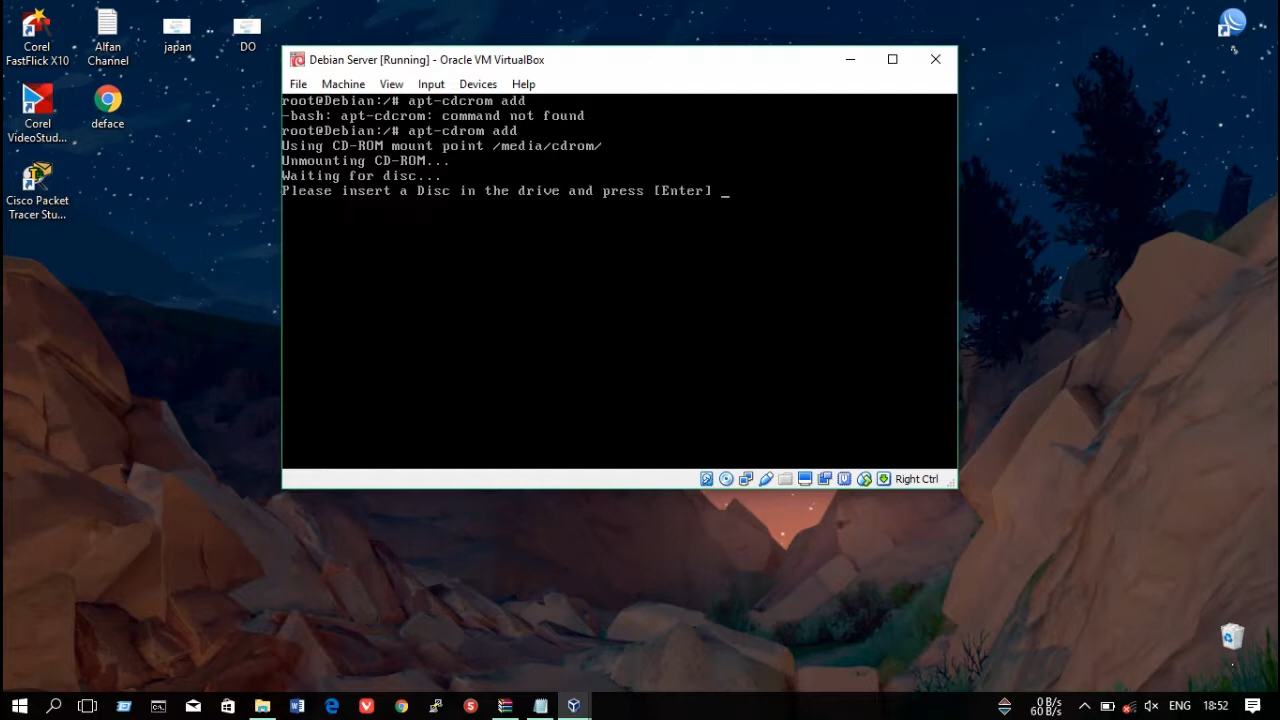 Corel
FastFlick X10
Alfan
Channel
japan
DO
Corel
VideoStud...
deface
Cisco Packet
Tracer Stu...
Debian Server [Running] - Oracle VM VirtualBox
File Machine View Input Devices Help
root@Debian:/# apt-cdcrom add
-bash: apt-cdcrom: command not found
root@Debian:/# apt-cdrom add
Using CD-ROM mount point /media/cdrom/
Unmounting CD-ROM...
Waiting for disc...
Please insert a Disc in the drive and press [Enter] _
Right Ctrl
0 B/s
60 B/s
ENG
18:52